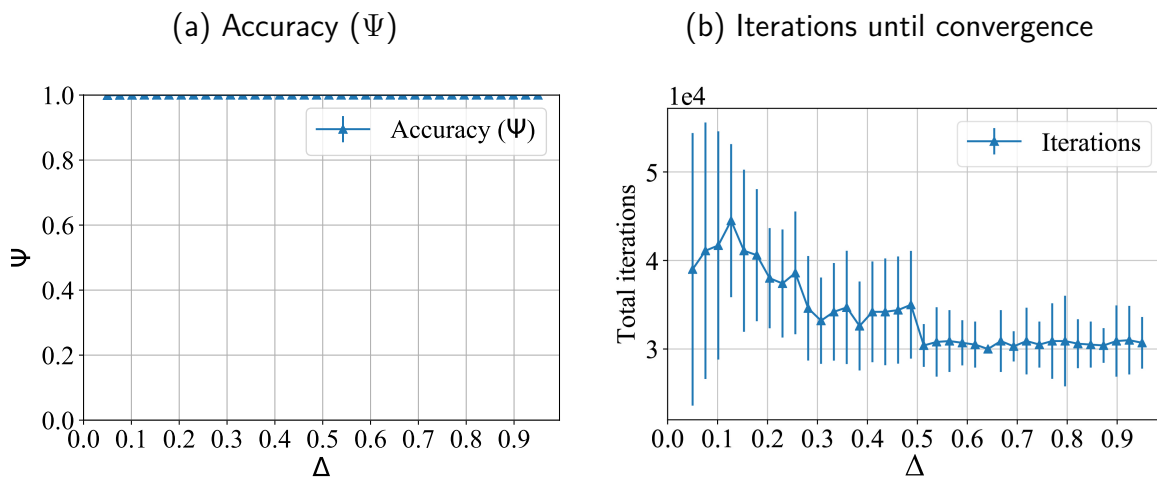 (a) Accuracy (Ψ)
1.0
0.8
0.6
0.4
0.2
0.0
Ψ
Accuracy (Ψ)
0.0 0.1 0.2 0.3 0.4 0.5 0.6 0.7 0.8 0.9
Δ
(b) Iterations until convergence
1e4
5
4
3
Total iterations
Iterations
0.0 0.1 0.2 0.3 0.4 0.5 0.6 0.7 0.8 0.9
Δ